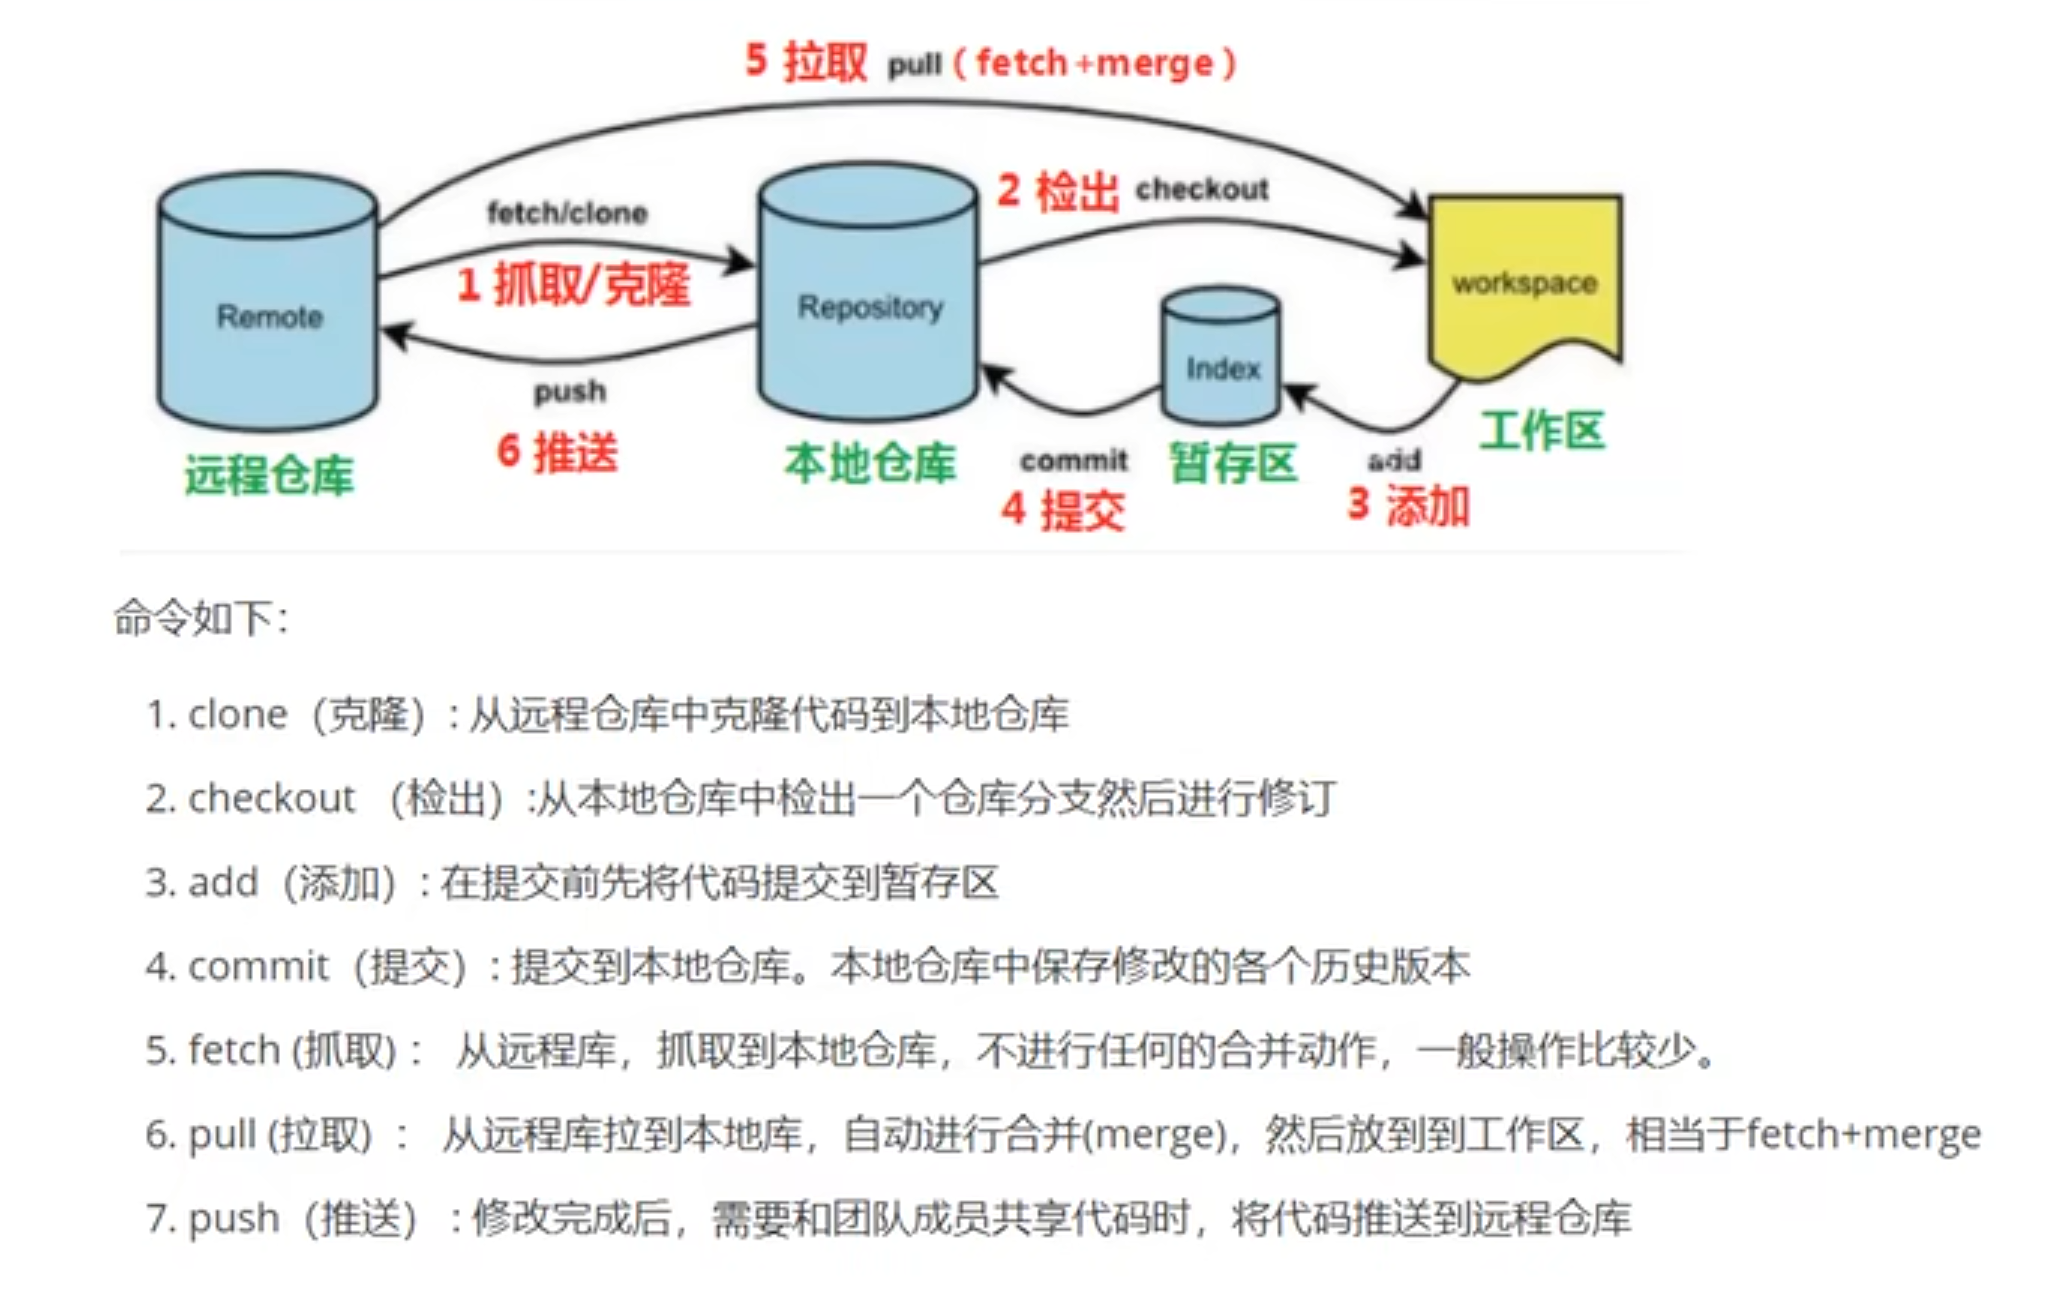 5 拉取 pull ( fetch+merge )
2 检出 checkout
fetch/clone
1 抓取/克隆
workspace
Remote
Repository
Index
push
6 推送
工作区
远程仓库
本地仓库
commit
4 提交
暂存区
add
3 添加
命令如下：
1. clone（克隆）: 从远程仓库中克隆代码到本地仓库
2. checkout （检出）:从本地仓库中检出一个仓库分支然后进行修订
3. add（添加）: 在提交前先将代码提交到暂存区
4. commit（提交）: 提交到本地仓库。本地仓库中保存修改的各个历史版本
5. fetch (抓取) ： 从远程库，抓取到本地仓库，不进行任何的合并动作，一般操作比较少。
6. pull (拉取) ： 从远程库拉到本地库，自动进行合并(merge)，然后放到到工作区，相当于fetch+merge
7. push（推送） : 修改完成后，需要和团队成员共享代码时，将代码推送到远程仓库